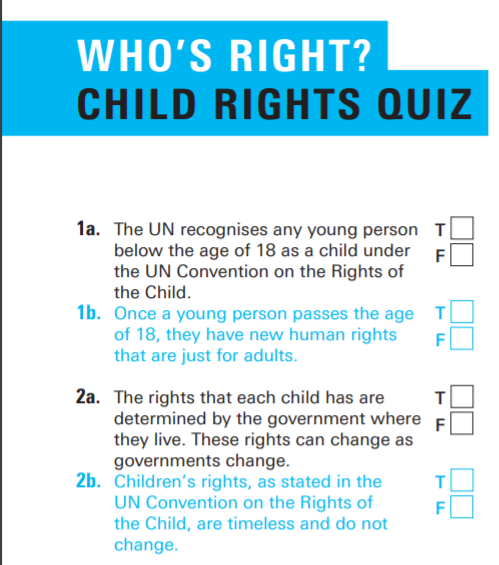 WHO'S RIGHT?
CHILD RIGHTS QUIZ
1a. The UN recognises any young person T
below the age of 18 as a child under F
the UN Convention on the Rights of
the Child.
1b. Once a young person passes the age T
of 18, they have new human rights F
that are just for adults.
2a. The rights that each child has are T
determined by the government where F
they live. These rights can change as
governments change.
2b. Children's rights, as stated in the T
UN Convention on the Rights of F
the Child, are timeless and do not
change.